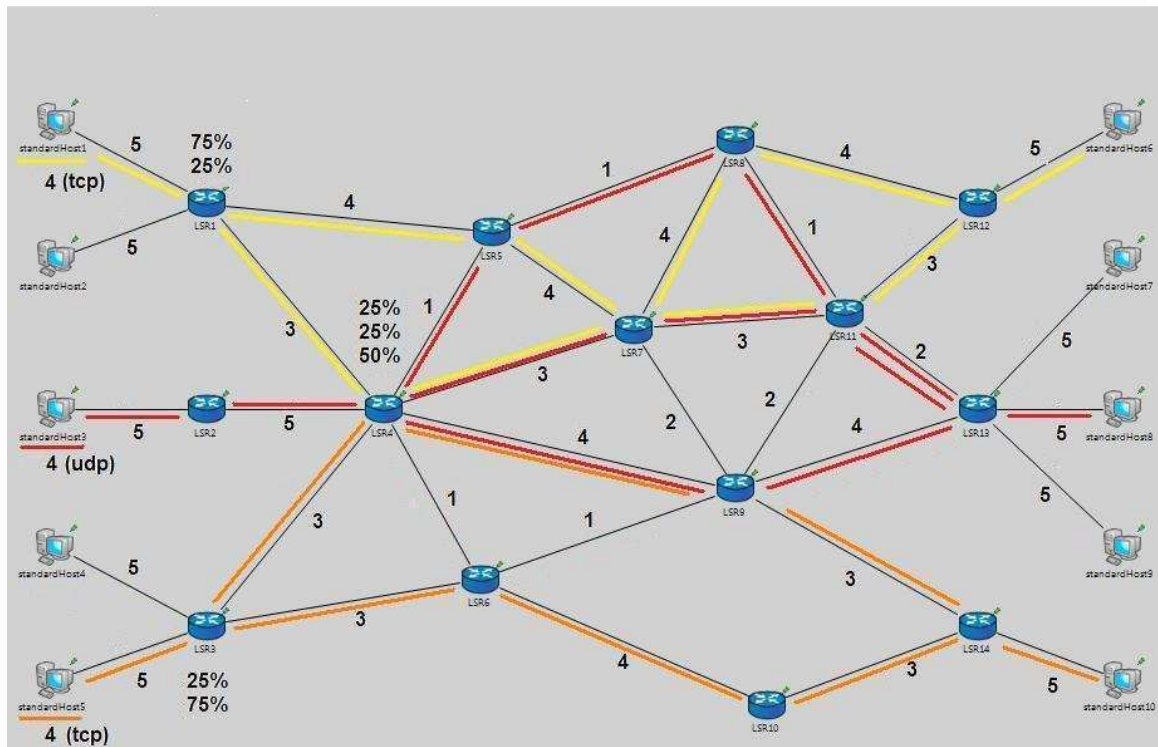 standardHost1
4 (tcp)
5
75%
25%
LSR1
5
standardHost2
4
3
LSR5
1
LSR8
4
LSR12
5
standardHost6
4
4
1
3
standardHost7
5
25%
25%
50%
1
LSR7
3
LSR11
3
2
standardHost3
4 (udp)
5
LSR2
5
LSR4
4
2
2
4
LSR13
5
standardHost8
LSR9
5
standardHost9
3
1
1
3
standardHost4
5
LSR3
3
LSR6
4
LSR10
3
LSR14
5
standardHost10
standardHost5
4 (tcp)
5
25%
75%